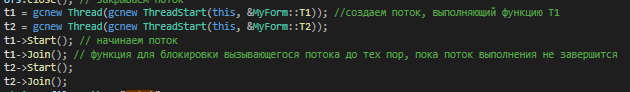 t1 = gcnew Thread(gcnew ThreadStart(this, &MyForm::T1)); //создаем поток, выполняющий функцию T1
t2 = gcnew Thread(gcnew ThreadStart(this, &MyForm::T2));
t1->Start(); // начинаем поток
t1->Join(); // функция для блокировки вызывающегося потока до тех пор, пока поток выполнения не завершится
t2->Start();
t2->Join();